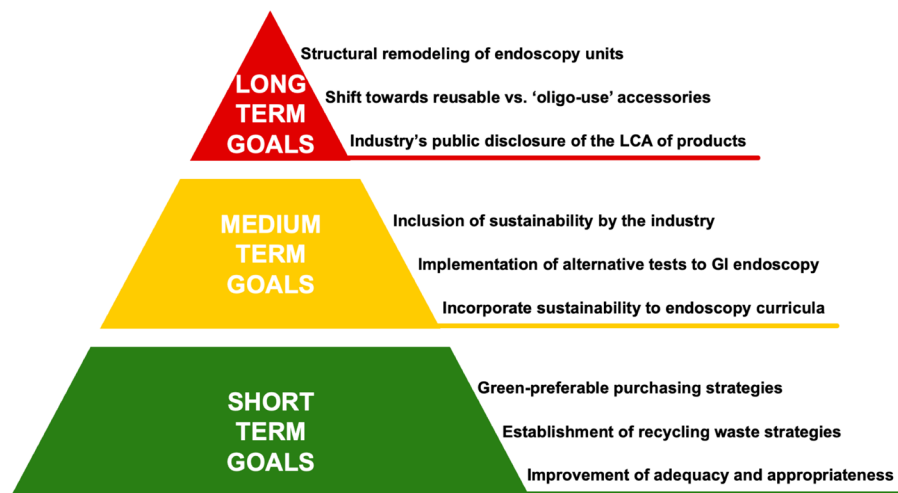 LONG
TERM
GOALS
Structural remodeling of endoscopy units
Shift towards reusable vs. ‘oligo-use’ accessories
Industry’s public disclosure of the LCA of products
MEDIUM
TERM
GOALS
Inclusion of sustainability by the industry
Implementation of alternative tests to GI endoscopy
Incorporate sustainability to endoscopy curricula
SHORT
TERM
GOALS
Green-preferable purchasing strategies
Establishment of recycling waste strategies
Improvement of adequacy and appropriateness